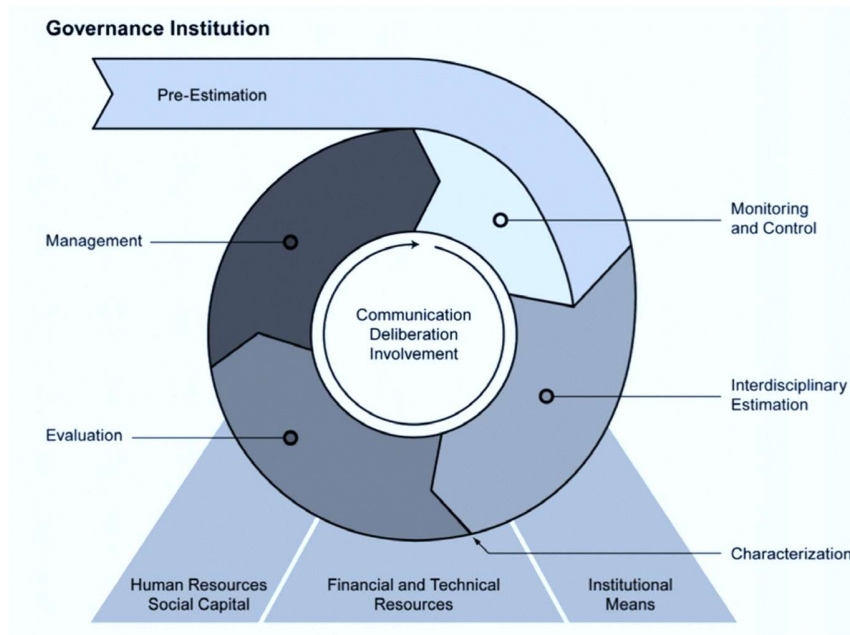 Governance Institution
Pre-Estimation
Monitoring
and Control
Management
Communication
Deliberation
Involvement
Interdisciplinary
Estimation
Evaluation
Characterization
Human Resources
Social Capital
Financial and Technical
Resources
Institutional
Means